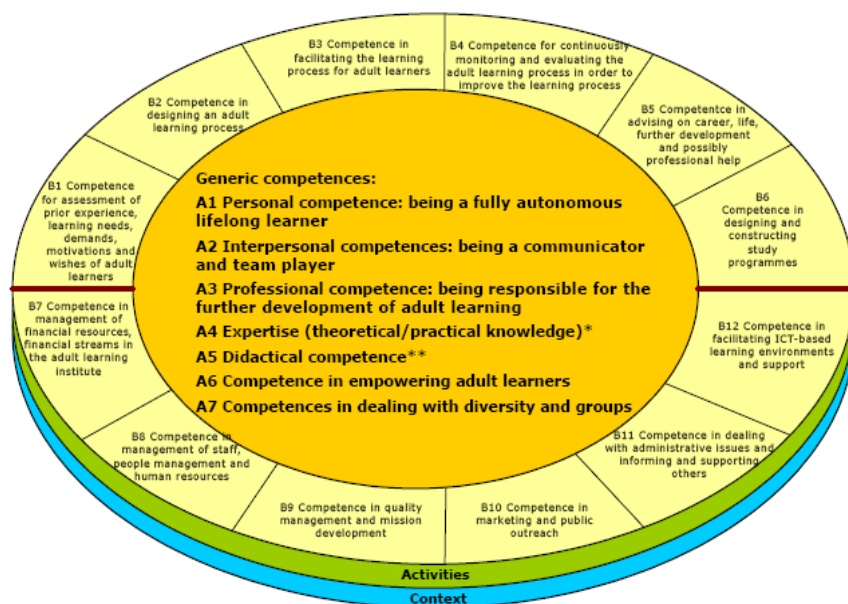 B3 Competence in
facilitating the learning
process for adult learners
B4 Competence for continuously
monitoring and evaluating the
adult learning process in order to
improve the learning process
B2 Competence in
designing an adult
learning process
B5 Competentce in
advising on career, life,
further development
and possibly
professional help
B1 Competence
for assessment of
prior experience,
learning needs,
demands,
motivations and
wishes of adult
learners
B6
Competence in
designing and
constructing
study
programmes
Generic competences:
A1 Personal competence: being a fully autonomous
lifelong learner
A2 Interpersonal competences: being a communicator
and team player
A3 Professional competence: being responsible for the
further development of adult learning
A4 Expertise (theoretical/practical knowledge)*
A5 Didactical competence**
A6 Competence in empowering adult learners
A7 Competences in dealing with diversity and groups
B7 Competence in
management of
financial resources,
financial streams in
the adult learning
institute
B12 Competence in
facilitating ICT-based
learning environments
and support
B8 Competence in
management of staff,
people management and
human resources
B11 Competence in dealing
with administrative issues and
informing and supporting
others
B9 Competence in quality
management and mission
development
B10 Competence in
marketing and public
outreach
Activities
Context